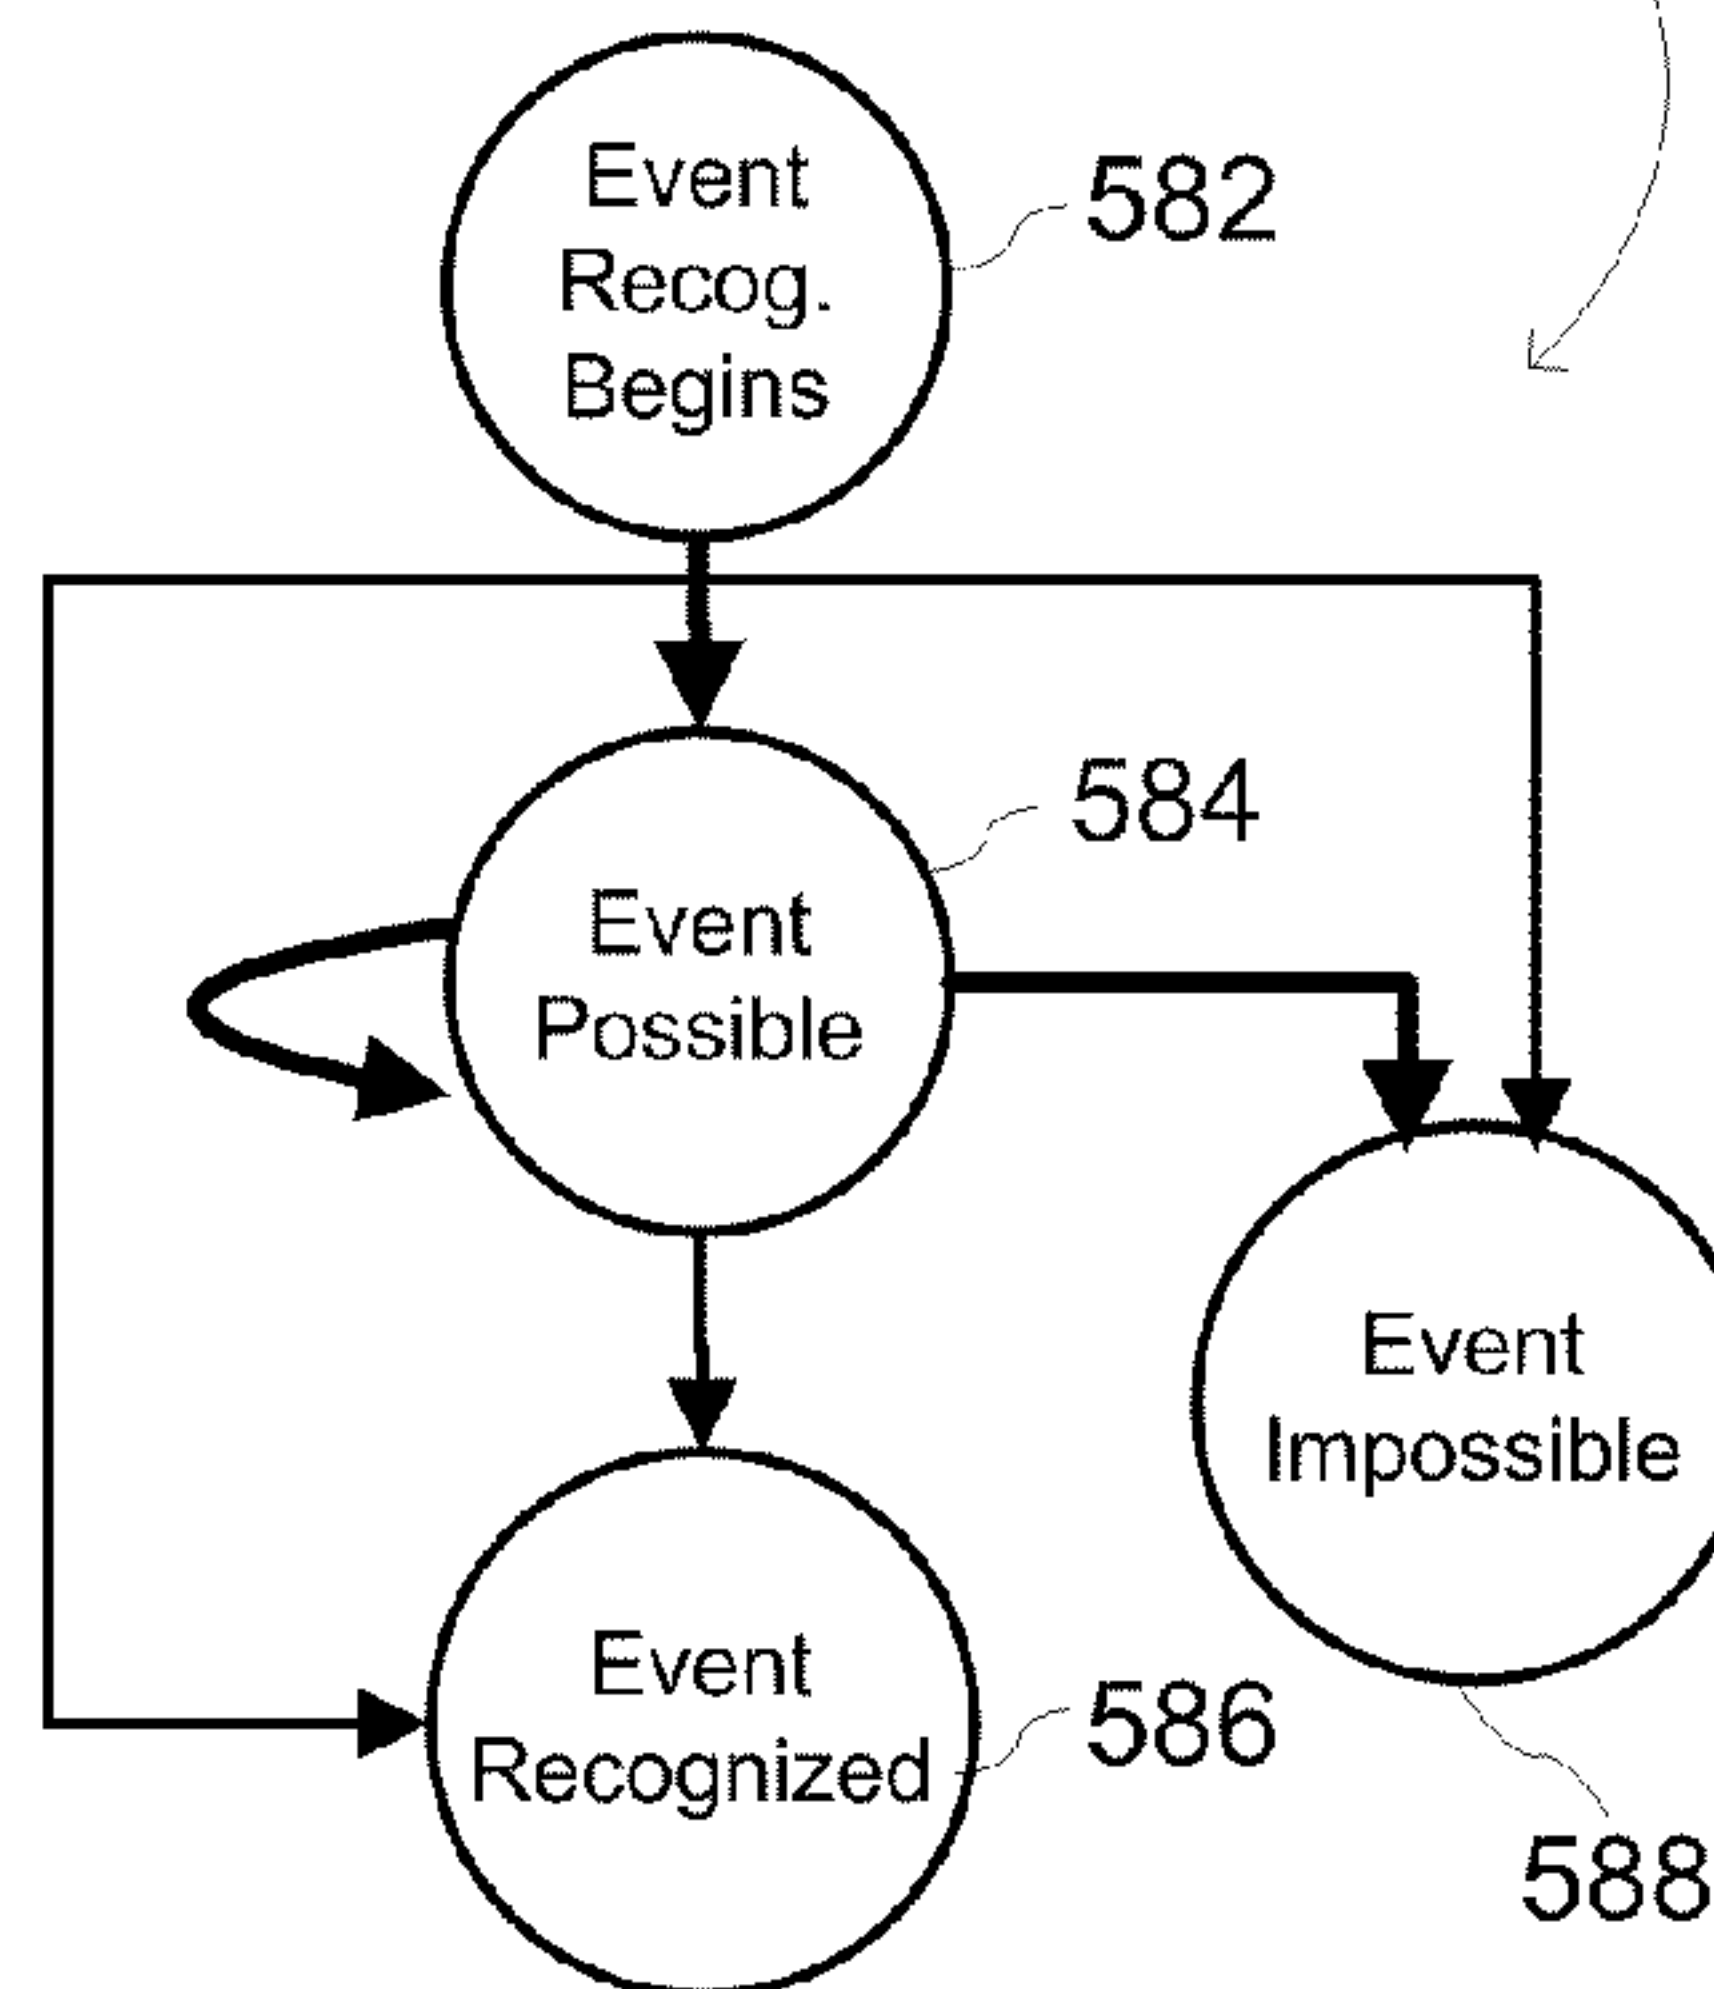 Event
Recog.
Begins
582
584
Event
Possible
Event
Impossible
Event
Recognized
586
588